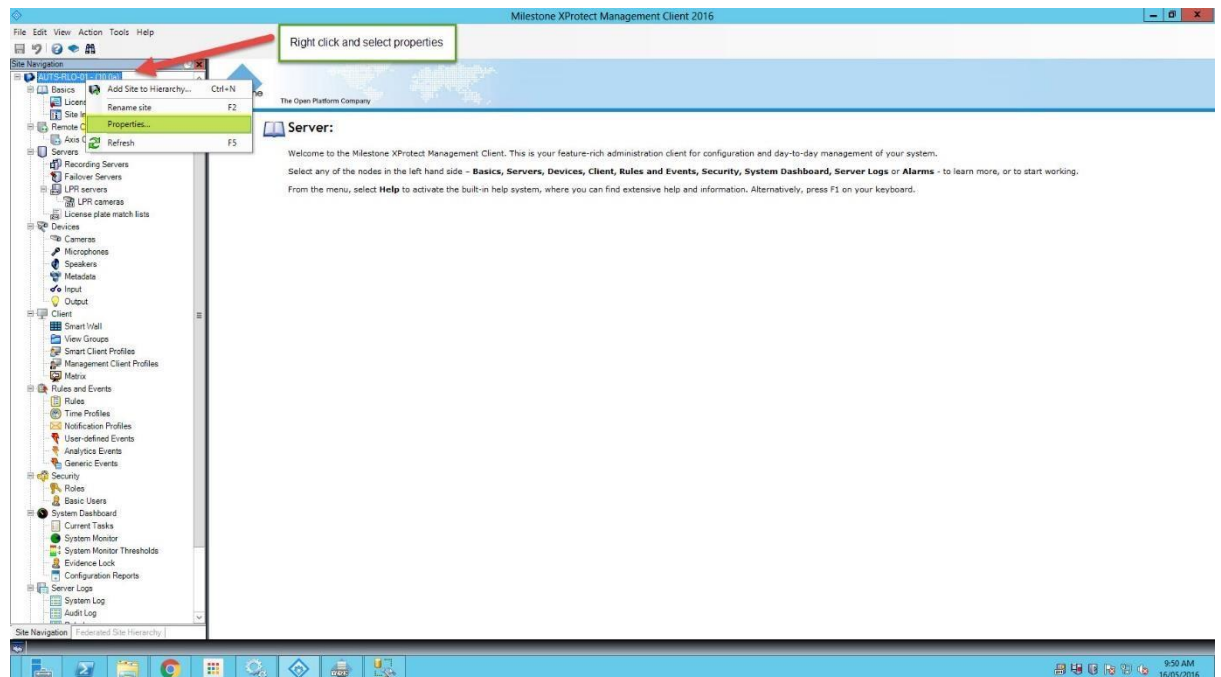 Milestone XProtect Management Client 2016
File Edit View Action Tools Help
Right click and select properties
Site Navigation
AUTS-RLO-01 - (10.0a)
Basics
Add Site to Hierarchy... Ctrl+N
Rename site F2
Site
Properties...
Refresh F5
The Open Platform Company
Server:
Welcome to the Milestone XProtect Management Client. This is your feature-rich administration client for configuration and day-to-day management of your system.
Select any of the nodes in the left hand side – Basics, Servers, Devices, Client, Rules and Events, Security, System Dashboard, Server Logs or Alarms - to learn more, or to start working.
From the menu, select Help to activate the built-in help system, where you can find extensive help and information. Alternatively, press F1 on your keyboard.
Axis
Servers
Recording Servers
Failover Servers
LPR servers
LPR cameras
License plate match lists
Devices
Cameras
Microphones
Speakers
Metadata
Input
Output
Client
Smart Wall
View Groups
Smart Client Profiles
Management Client Profiles
Matrix
Rules and Events
Rules
Time Profiles
Notification Profiles
User-defined Events
Analytics Events
Generic Events
Security
Roles
Basic Users
System Dashboard
Current Tasks
System Monitor
System Monitor Thresholds
Evidence Lock
Configuration Reports
Server Logs
System Log
Audit Log
Site Navigation Federated Site Hierarchy
9:50 AM
16/05/2016